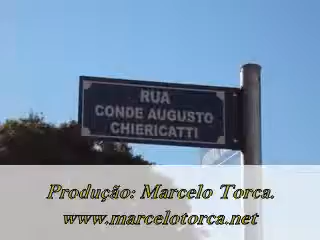 RUA
CONDE AUGUSTO
CHIERICATTI
Produção: Marcelo Torca.
www.marcelotorca.net